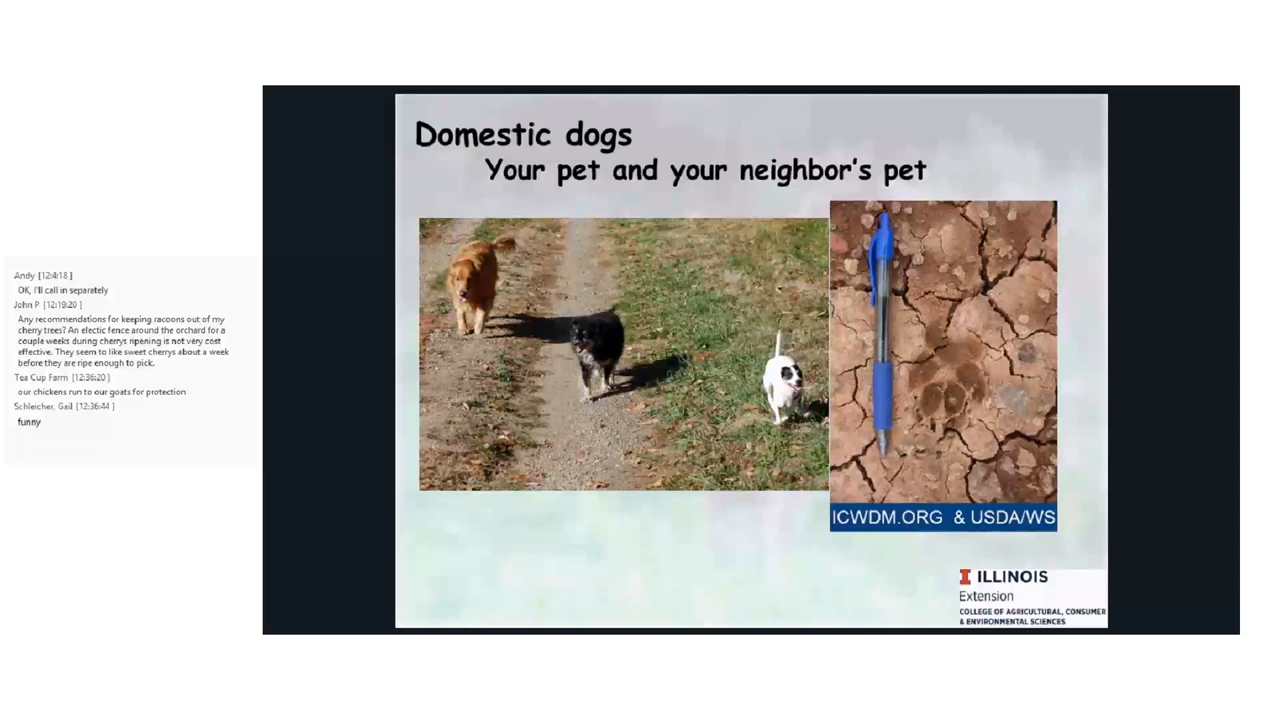 Andy [12:4:18 ]
OK, I'll call in separately
John P [12:19:20 ]
Any recommendations for keeping racoons out of my
cherry trees? An electic fence around the orchard for a
couple weeks during cherrys ripening is not very cost
effective. They seem to like sweet cherrys about a week
before they are ripe enough to pick.
Tea Cup Farm [12:36:20 ]
our chickens run to our goats for protection
Schleicher, Gail [12:36:44 ]
funny
Domestic dogs
Your pet and your neighbor's pet
ICWDM.ORG & USDA/WS
I ILLINOIS
Extension
COLLEGE OF AGRICULTURAL, CONSUMER
& ENVIRONMENTAL SCIENCES